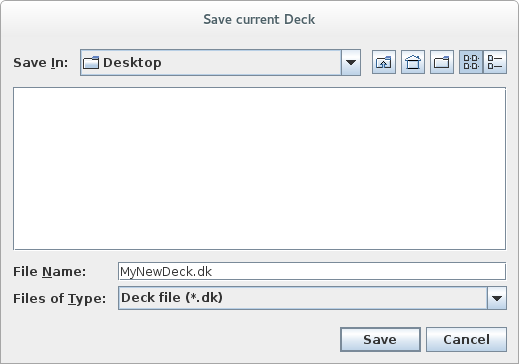 Save current Deck
Save In: Desktop
File Name: MyNewDeck.dk
Files of Type: Deck file (*.dk)
Save Cancel